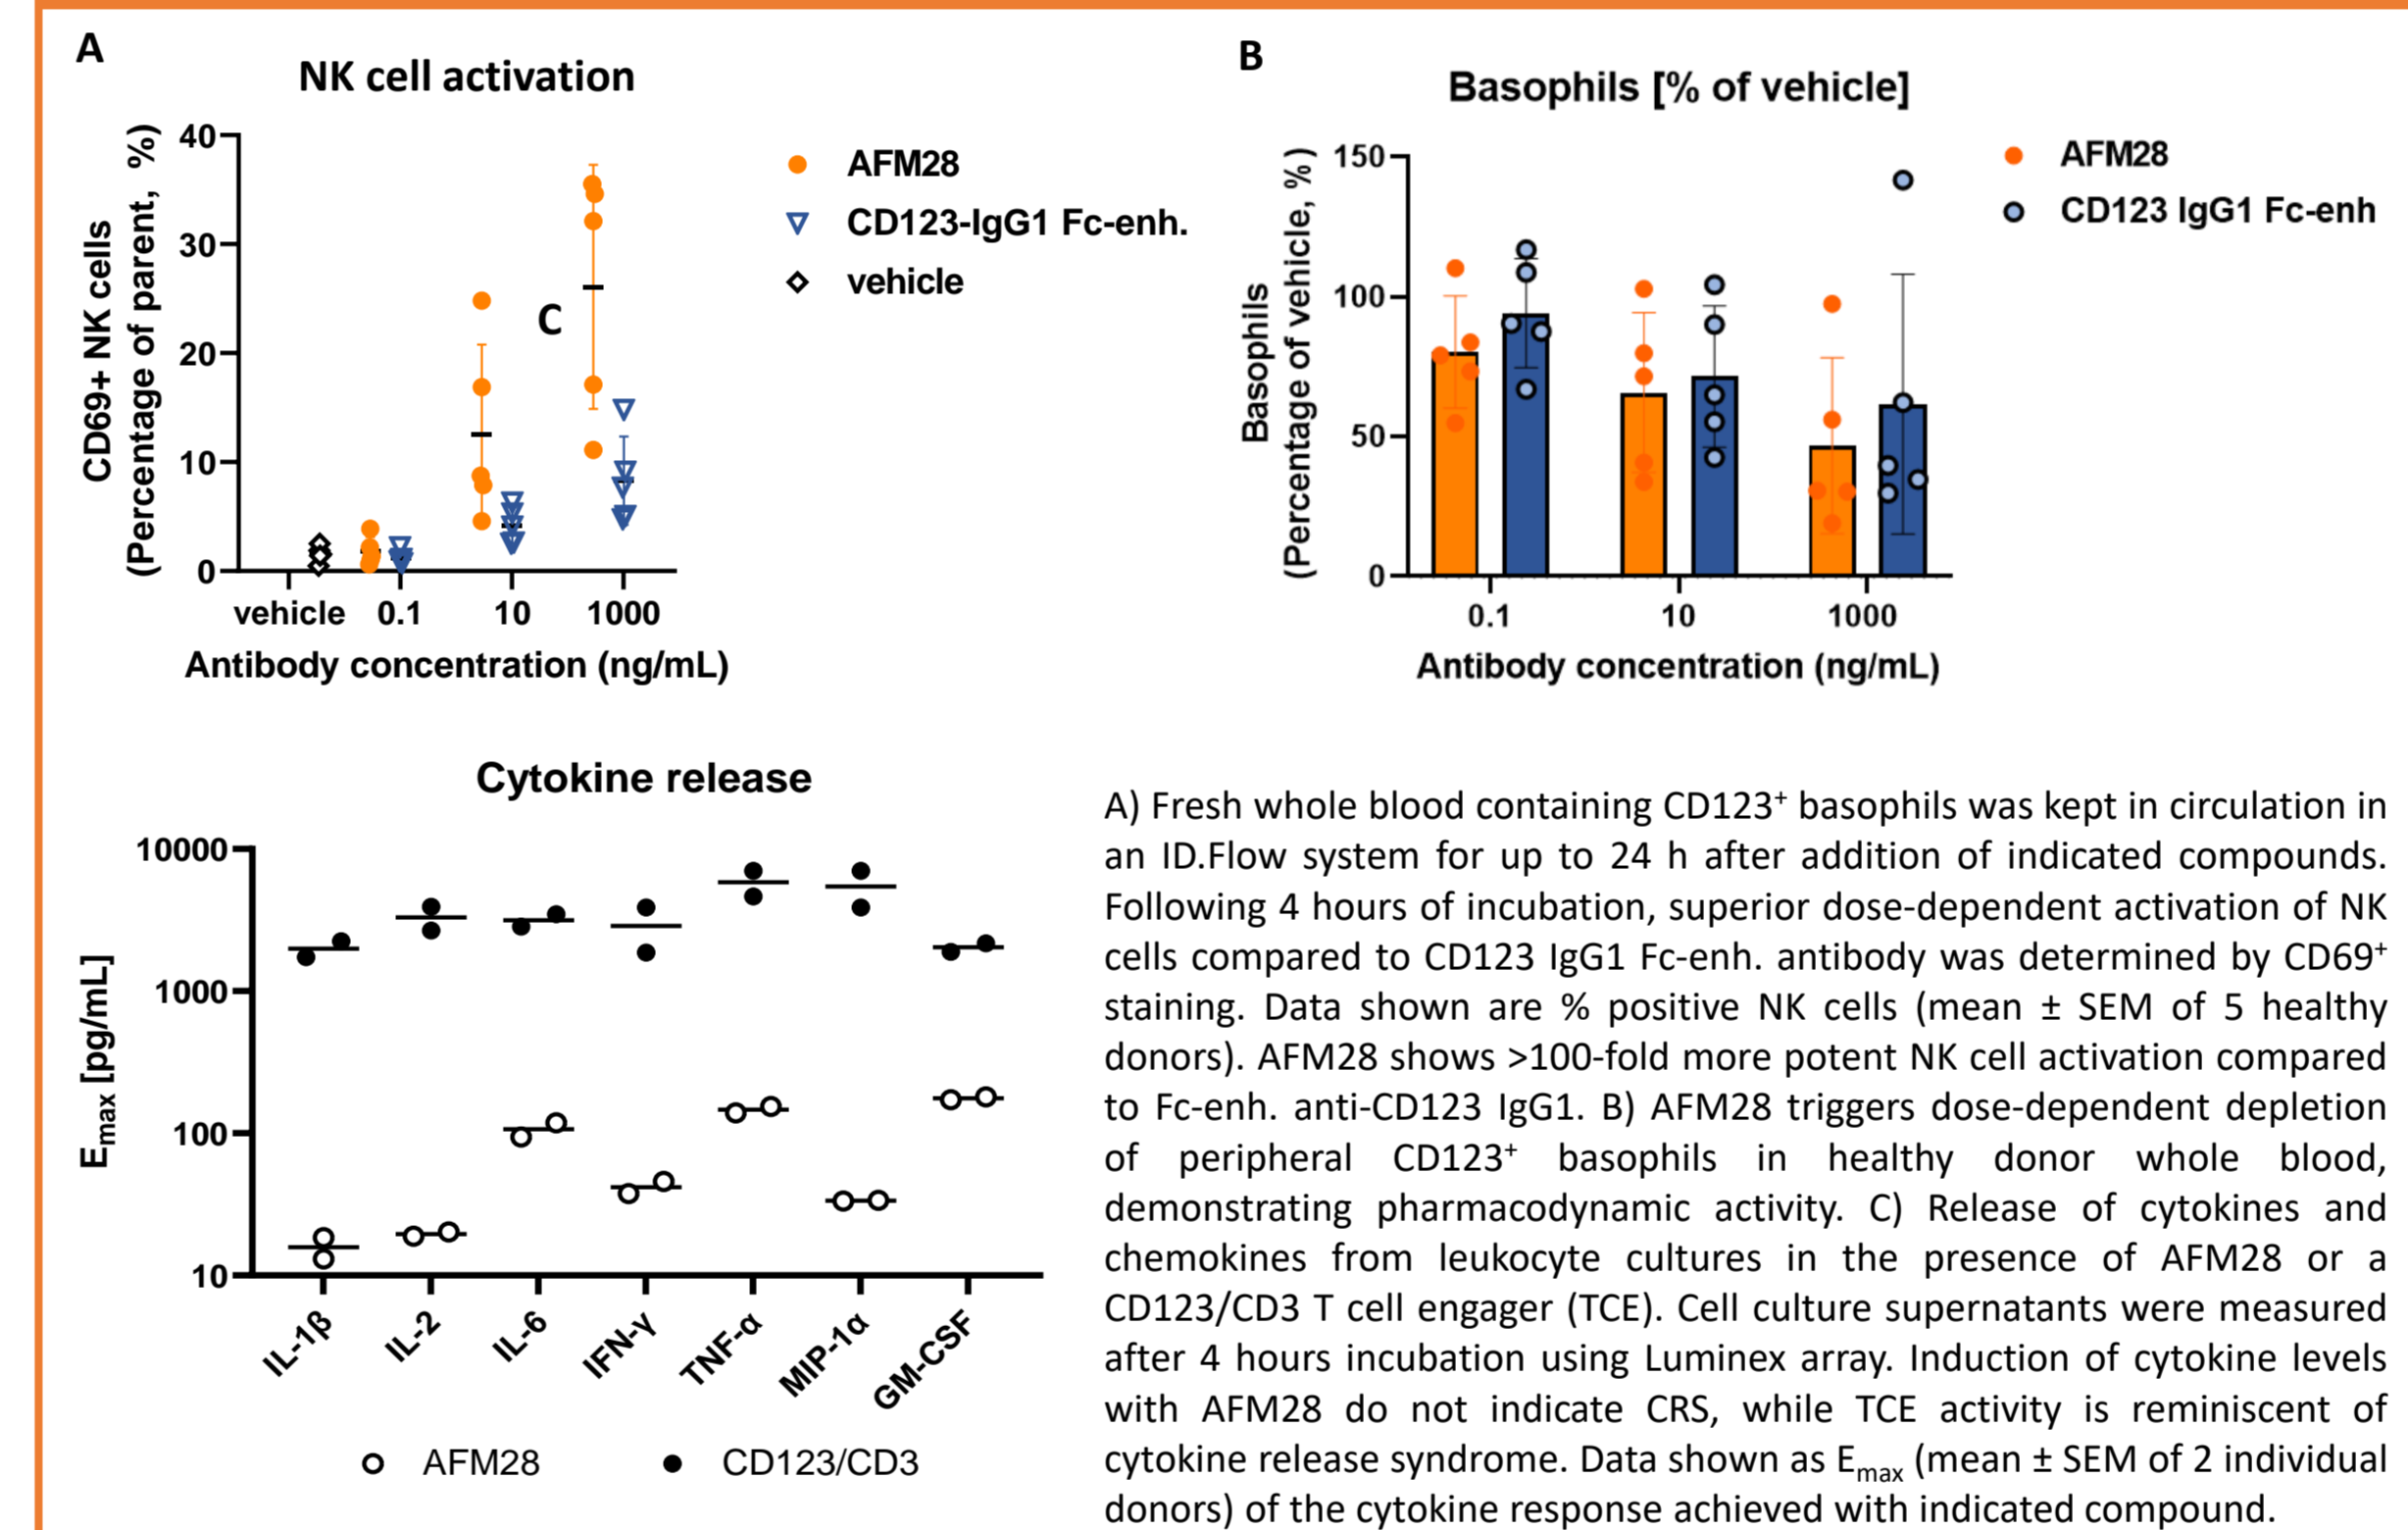 A
NK cell activation
CD69+ NK cells
(Percentage of parent, %)
40
30
20
10
0
vehicle 0.1 10 1000
Antibody concentration (ng/mL)
AFM28
CD123-IgG1 Fc-enh.
vehicle
C
B
Basophils [% of vehicle]
Basophils
(Percentage of vehicle, %)
150
100
50
0
0.1 10 1000
Antibody concentration (ng/mL)
AFM28
CD123 IgG1 Fc-enh
Cytokine release
Emax [pg/mL]
10000
1000
100
10
IL-1β IL-2 IL-6 IFN-γ TNF-α MIP-1α GM-CSF
AFM28 CD123/CD3
A) Fresh whole blood containing CD123+ basophils was kept in circulation in
an ID.Flow system for up to 24 h after addition of indicated compounds.
Following 4 hours of incubation, superior dose-dependent activation of NK
cells compared to CD123 IgG1 Fc-enh. antibody was determined by CD69+
staining. Data shown are % positive NK cells (mean ± SEM of 5 healthy
donors). AFM28 shows >100-fold more potent NK cell activation compared
to Fc-enh. anti-CD123 IgG1. B) AFM28 triggers dose-dependent depletion
of peripheral CD123+ basophils in healthy donor whole blood,
demonstrating pharmacodynamic activity. C) Release of cytokines and
chemokines from leukocyte cultures in the presence of AFM28 or a
CD123/CD3 T cell engager (TCE). Cell culture supernatants were measured
after 4 hours incubation using Luminex array. Induction of cytokine levels
with AFM28 do not indicate CRS, while TCE activity is reminiscent of
cytokine release syndrome. Data shown as Emax (mean ± SEM of 2 individual
donors) of the cytokine response achieved with indicated compound.